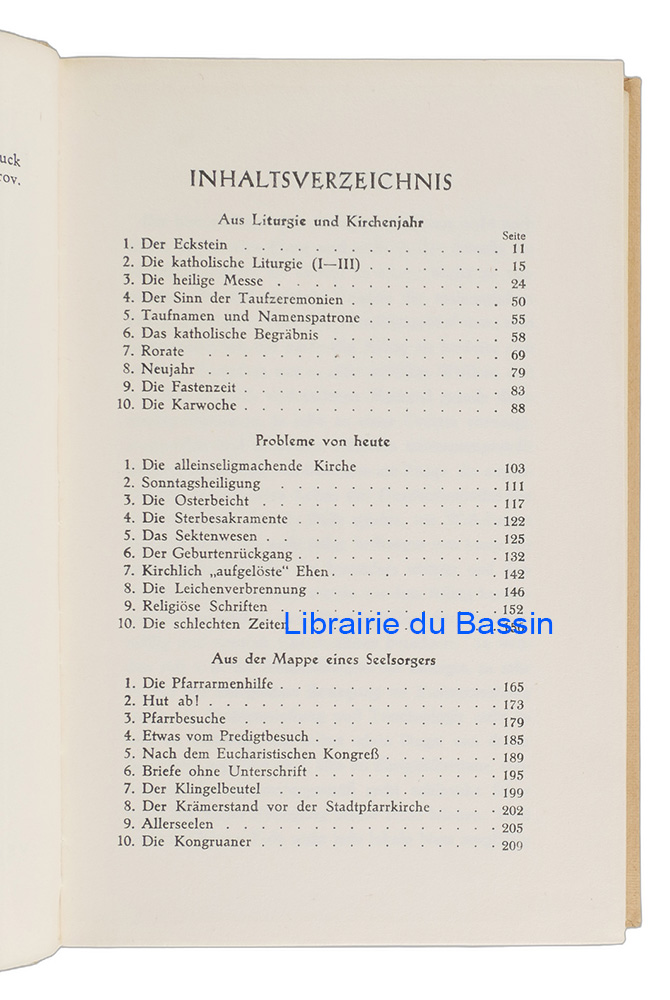 uck
rov.
INHALTSVERZEICHNIS
Aus Liturgie und Kirchenjahr
Seite
1. Der Eckstein . . . . . . . . . . . . . . . 11
2. Die katholische Liturgie (I—III) . . . . . . . . 15
3. Die heilige Messe . . . . . . . . . . . . . 24
4. Der Sinn der Taufzeremonien . . . . . . . . . 50
5. Taufnamen und Namenspatrone . . . . . . . . 55
6. Das katholische Begräbnis . . . . . . . . . . 58
7. Rorate . . . . . . . . . . . . . . . . . 69
8. Neujahr . . . . . . . . . . . . . . . . . 79
9. Die Fastenzeit . . . . . . . . . . . . . . . 83
10. Die Karwoche . . . . . . . . . . . . . . . 88
Probleme von heute
1. Die alleinseligmachende Kirche . . . . . . . 103
2. Sonntagsheiligung . . . . . . . . . . . . . 111
3. Die Osterbeicht . . . . . . . . . . . . . . 117
4. Die Sterbesakramente . . . . . . . . . . . . 122
5. Das Sektenwesen . . . . . . . . . . . . . . 125
6. Der Geburtenrückgang . . . . . . . . . . . . 132
7. Kirchlich „aufgelöste“ Ehen . . . . . . . . . . 142
8. Die Leichenverbrennung . . . . . . . . . . . 146
9. Religiöse Schriften . . . . . . . . . . . . . 152
10. Die schlechten Zeiten
Librairie du Bassin
Aus der Mappe eines Seelsorgers
1. Die Pfarrarmenhilfe . . . . . . . . . . . . . 165
2. Hut ab! . . . . . . . . . . . . . . . . . 173
3. Pfarrbesuche . . . . . . . . . . . . . . . 179
4. Etwas vom Predigtbesuch . . . . . . . . . . . 185
5. Nach dem Eucharistischen Kongreß . . . . . . . 189
6. Briefe ohne Unterschrift . . . . . . . . . . . 195
7. Der Klingelbeutel . . . . . . . . . . . . . 199
8. Der Krämerstand vor der Stadtpfarrkirche . . . . 202
9. Allerseelen . . . . . . . . . . . . . . . . 205
10. Die Kongruaner . . . . . . . . . . . . . . 209